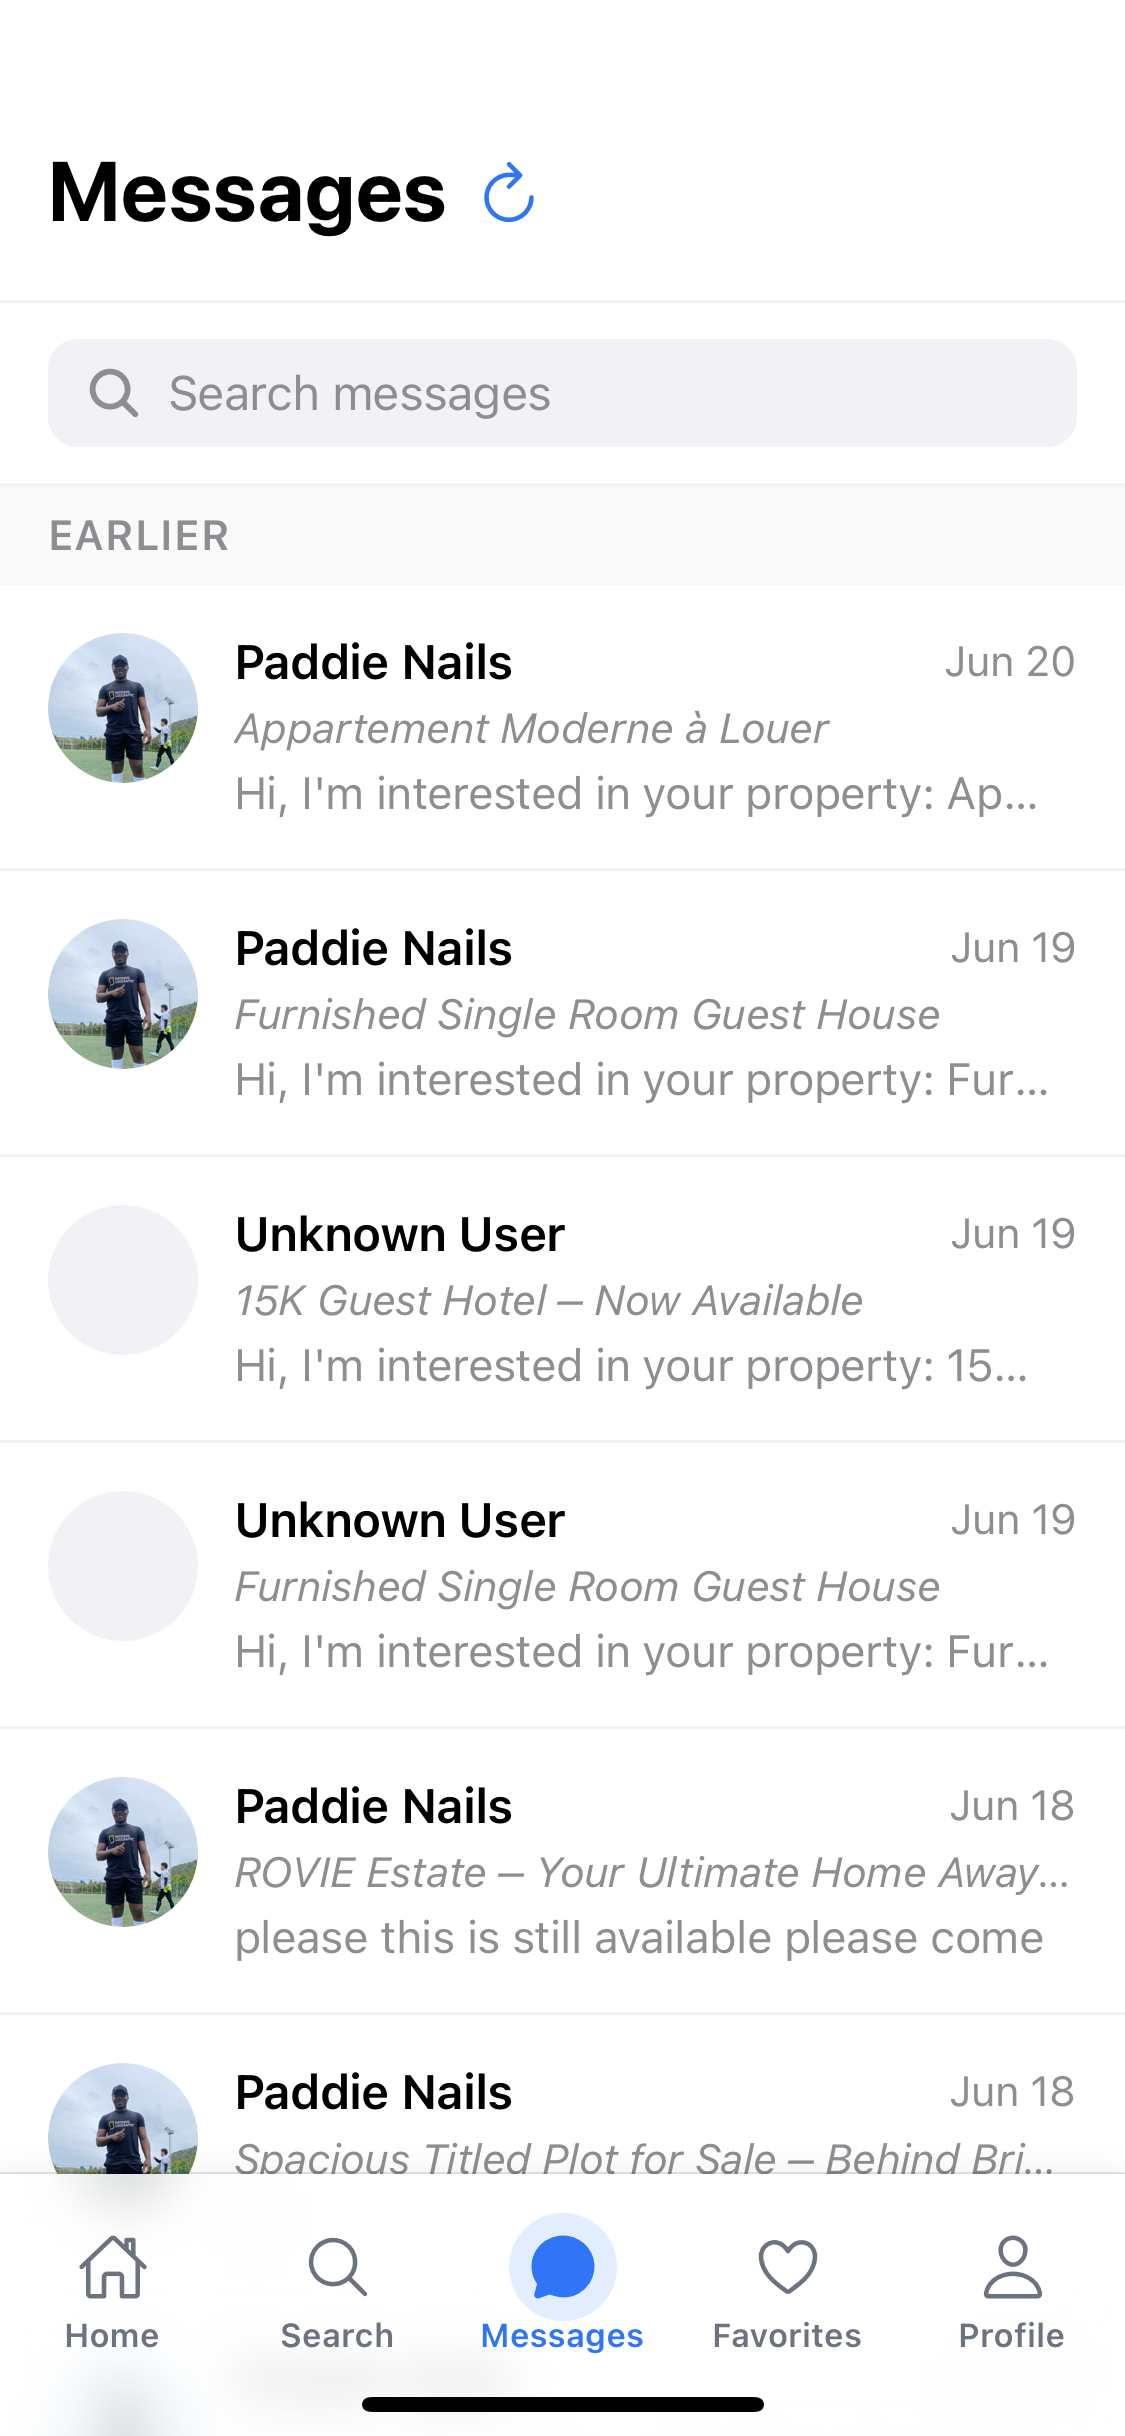 Messages
Search messages
EARLIER
Paddie Nails
Jun 20
Appartement Moderne à Louer
Hi, I'm interested in your property: Ap...
Paddie Nails
Jun 19
Furnished Single Room Guest House
Hi, I'm interested in your property: Fur...
Unknown User
Jun 19
15K Guest Hotel – Now Available
Hi, I'm interested in your property: 15...
Unknown User
Jun 19
Furnished Single Room Guest House
Hi, I'm interested in your property: Fur...
Paddie Nails
Jun 18
ROVIE Estate – Your Ultimate Home Away...
please this is still available please come
Paddie Nails
Jun 18
Spacious Titled Plot for Sale – Behind Bri...
Home
Search
Messages
Favorites
Profile